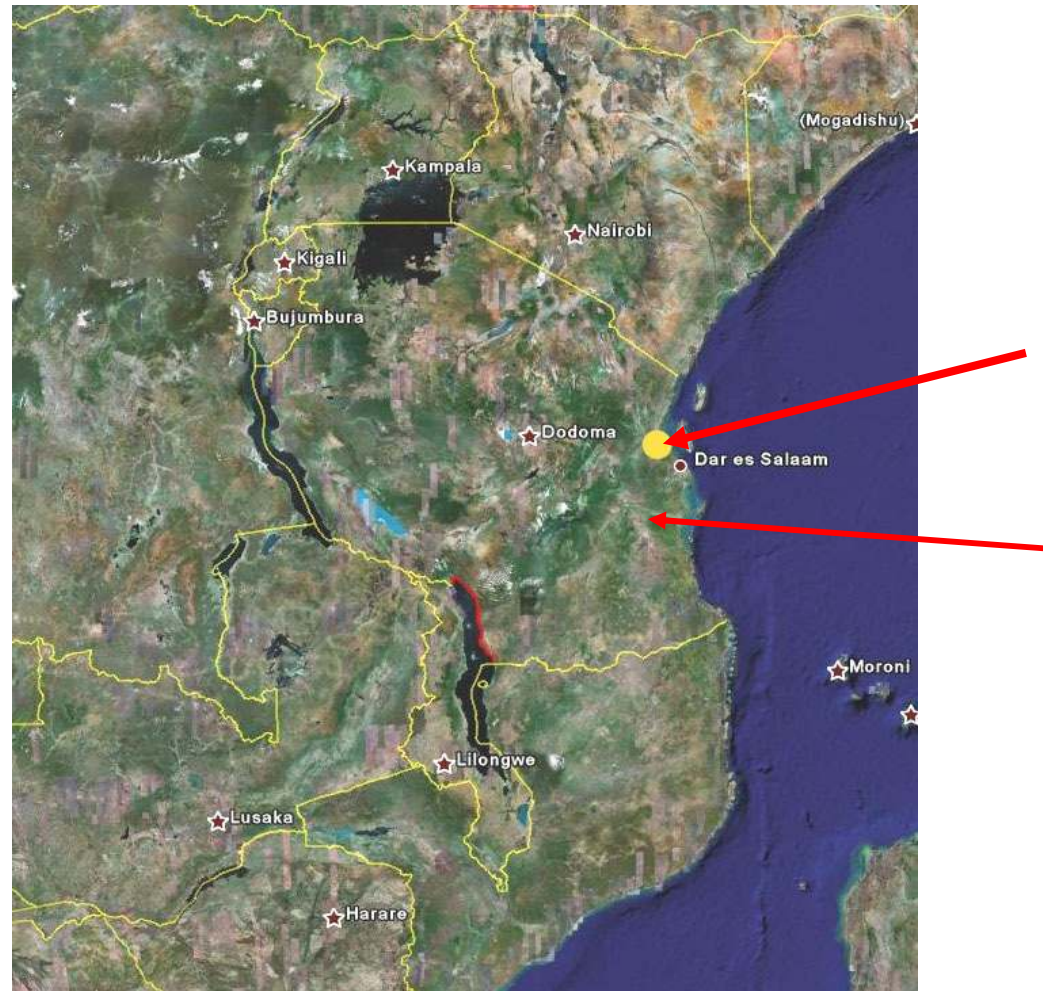 (Mogadishu)
Kampala
Nairobi
Kigali
Bujumbura
Dodoma
Dar es Salaam
Moroni
Lilongwe
Lusaka
Harare